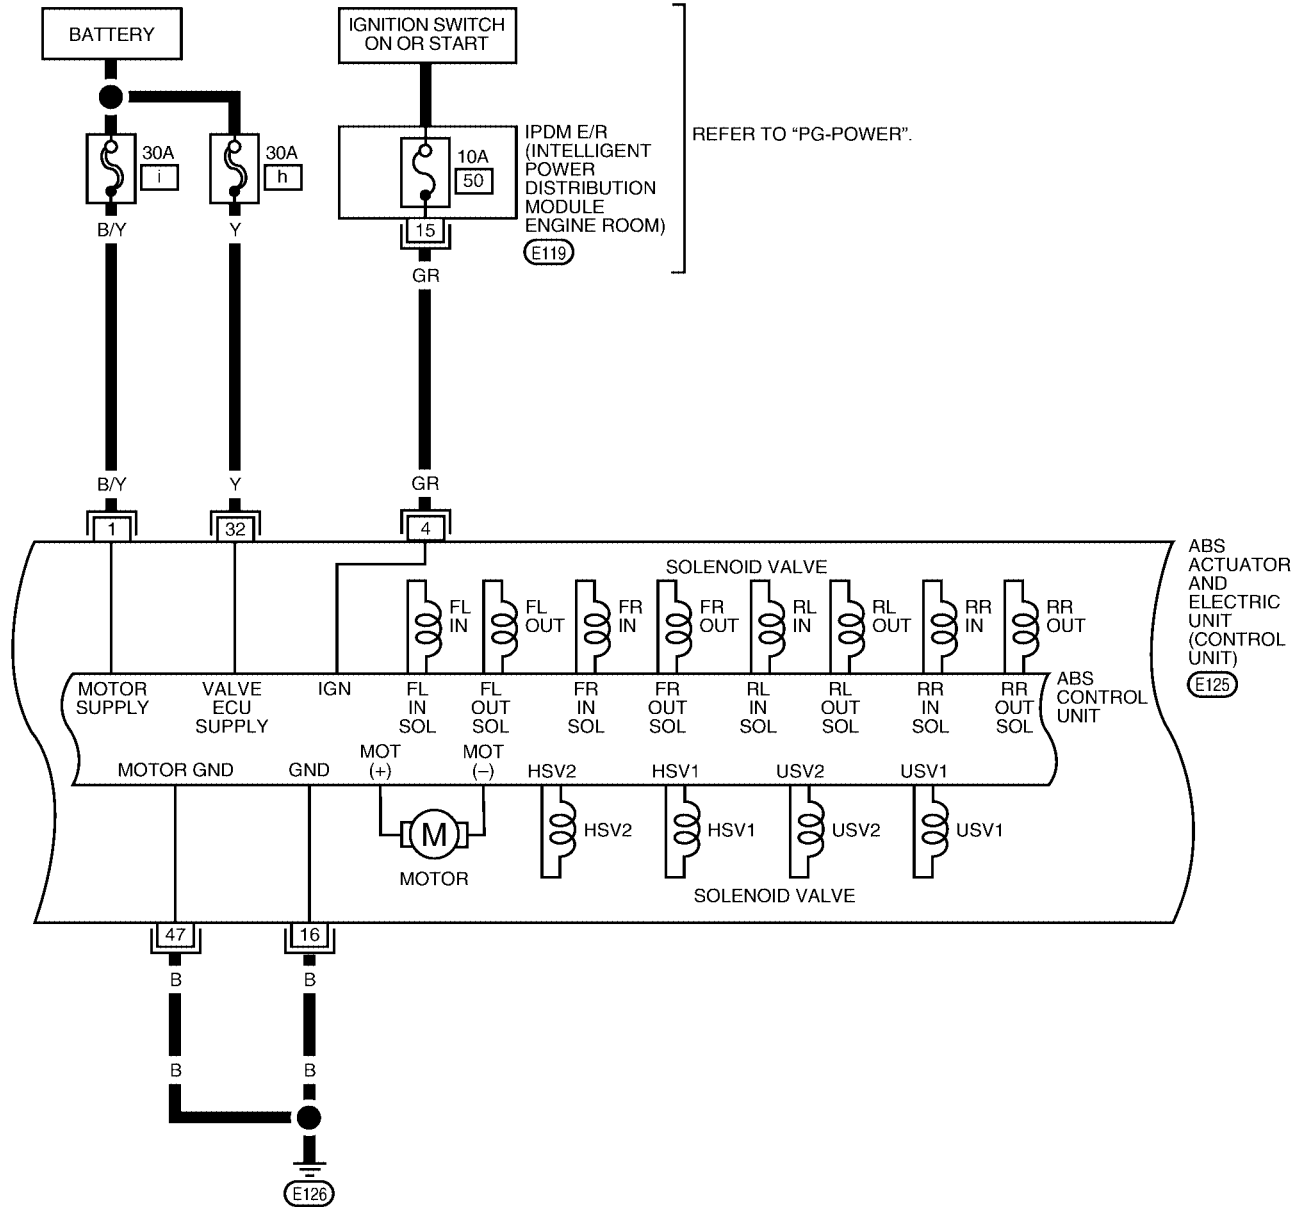 BATTERY
IGNITION SWITCH
ON OR START
30A
i
30A
h
10A
50
IPDM E/R
(INTELLIGENT
POWER
DISTRIBUTION
MODULE
ENGINE ROOM)
E119
REFER TO “PG-POWER”.
B/Y
Y
15
GR
B/Y
Y
GR
1
32
4
ABS
ACTUATOR
AND
ELECTRIC
UNIT
(CONTROL
UNIT)
E125
SOLENOID VALVE
FL
IN
FL
OUT
FR
IN
FR
OUT
RL
IN
RL
OUT
RR
IN
RR
OUT
MOTOR
SUPPLY
VALVE
ECU
SUPPLY
IGN
FL
IN
SOL
FL
OUT
SOL
FR
IN
SOL
FR
OUT
SOL
RL
IN
SOL
RL
OUT
SOL
RR
IN
SOL
RR
OUT
SOL
ABS
CONTROL
UNIT
MOTOR GND
GND
MOT
(+)
MOT
(–)
HSV2
HSV1
USV2
USV1
M
MOTOR
HSV2
HSV1
USV2
USV1
SOLENOID VALVE
47
16
B
B
B
B
E126